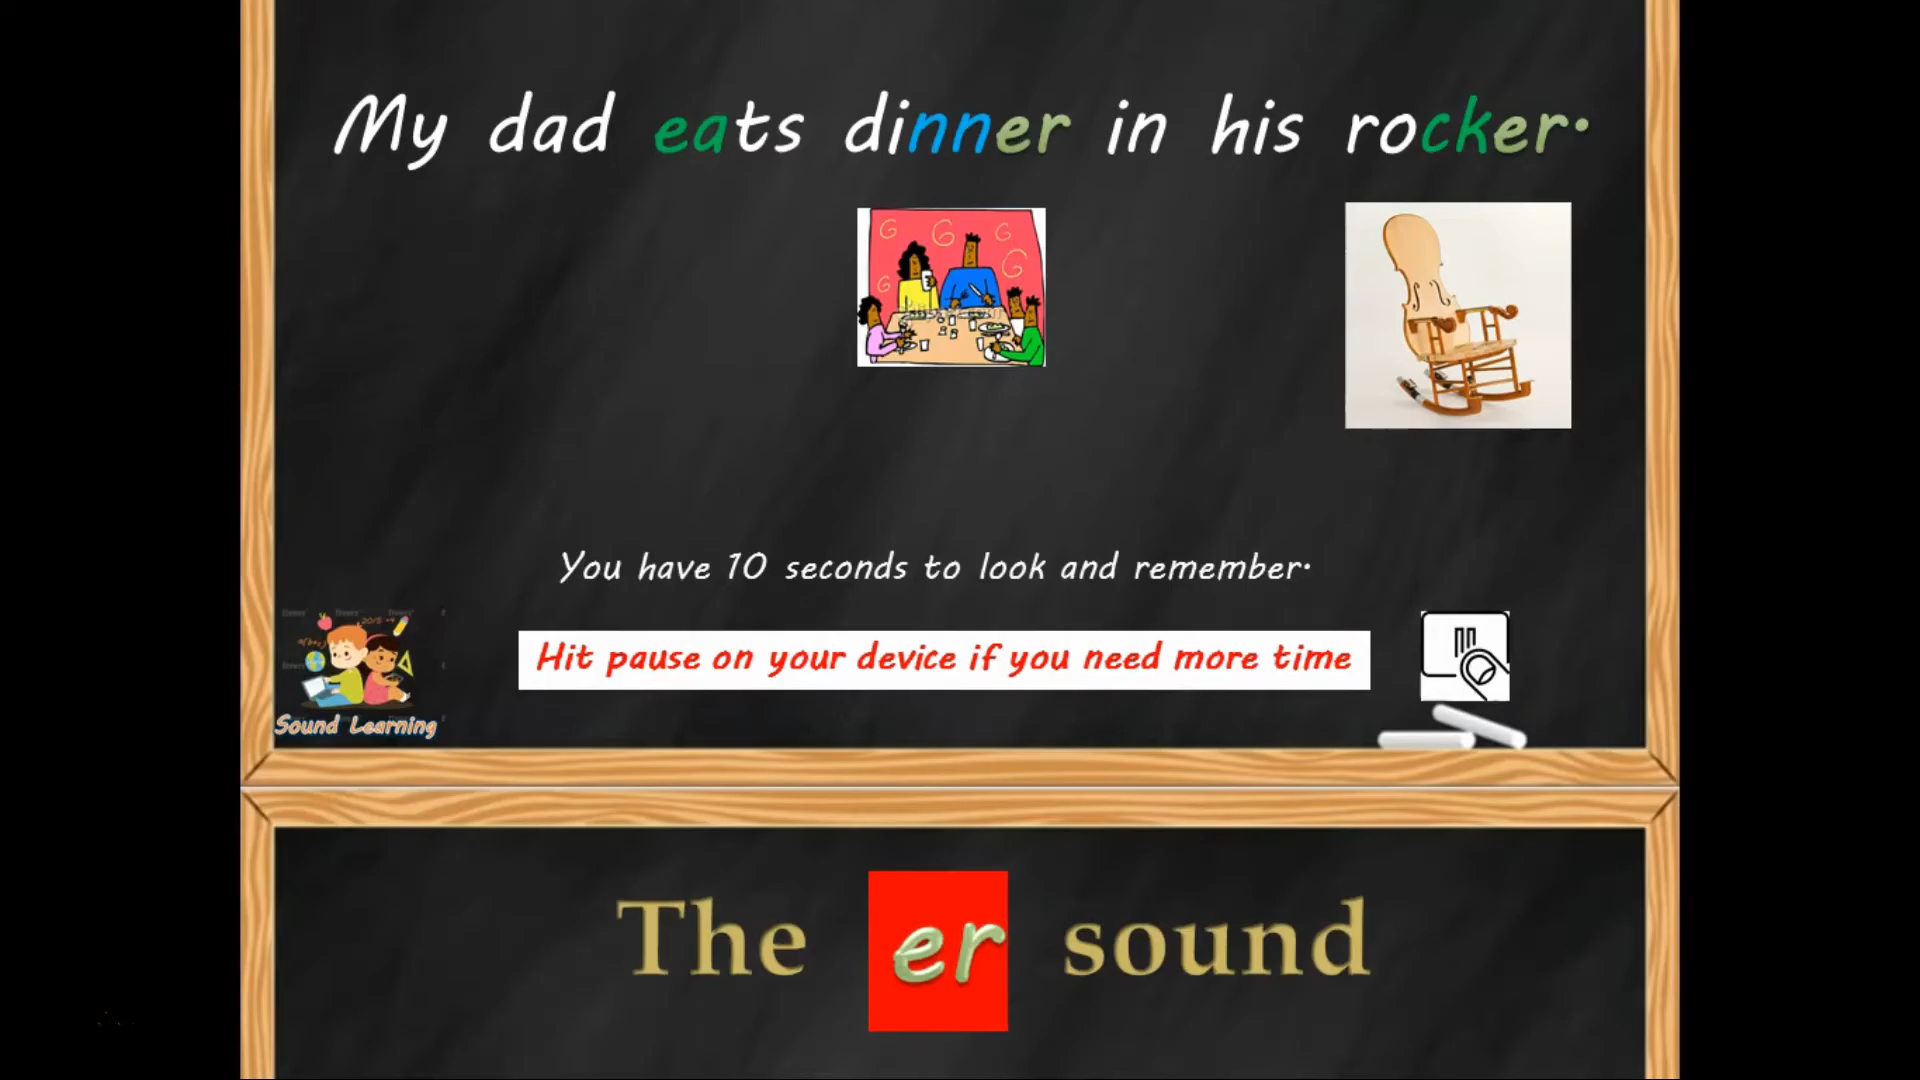 My dad eats dinner in his rocker.
You have 10 seconds to look and remember.
Hit pause on your device if you need more time
Sound Learning
The er sound